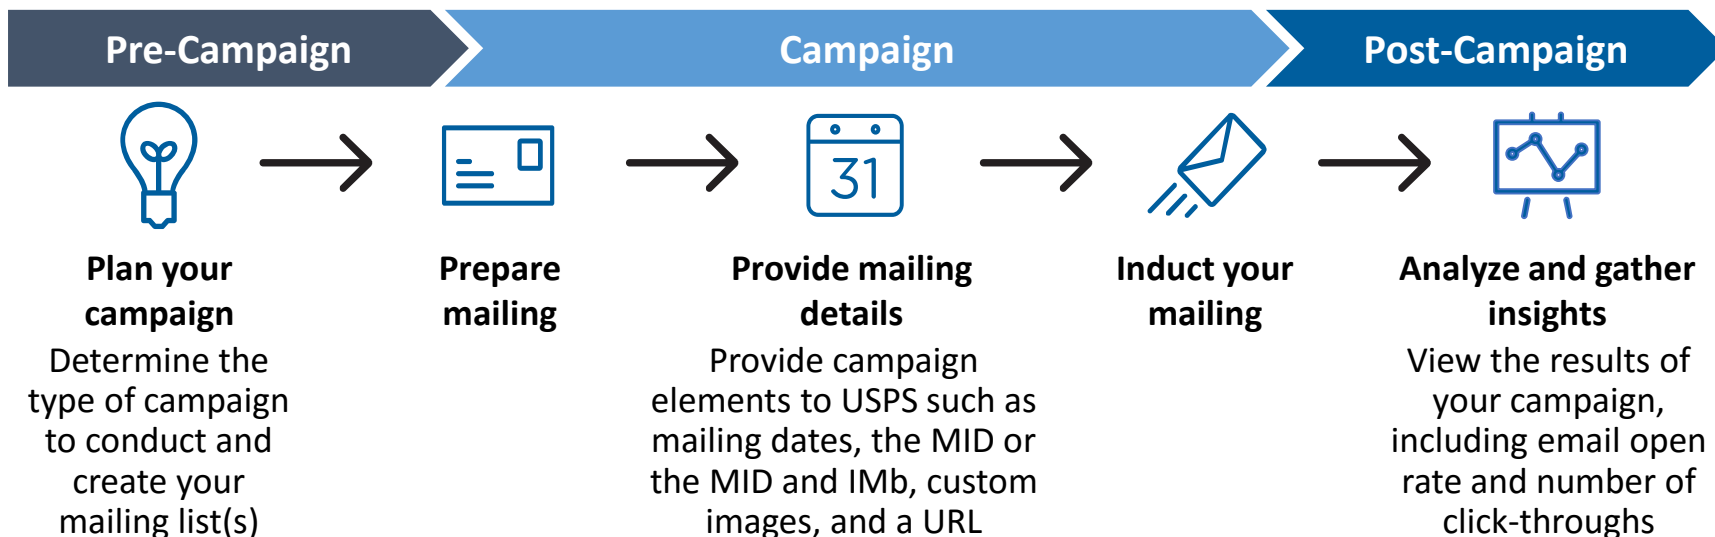 Pre-Campaign
Campaign
Post-Campaign
31
Plan your
campaign
Determine the
type of campaign
to conduct and
create your
mailing list(s)
Prepare
mailing
Provide mailing
details
Provide campaign
elements to USPS such as
mailing dates, the MID or
the MID and IMb, custom
images, and a URL
Induct your
mailing
Analyze and gather
insights
View the results of
your campaign,
including email open
rate and number of
click-throughs